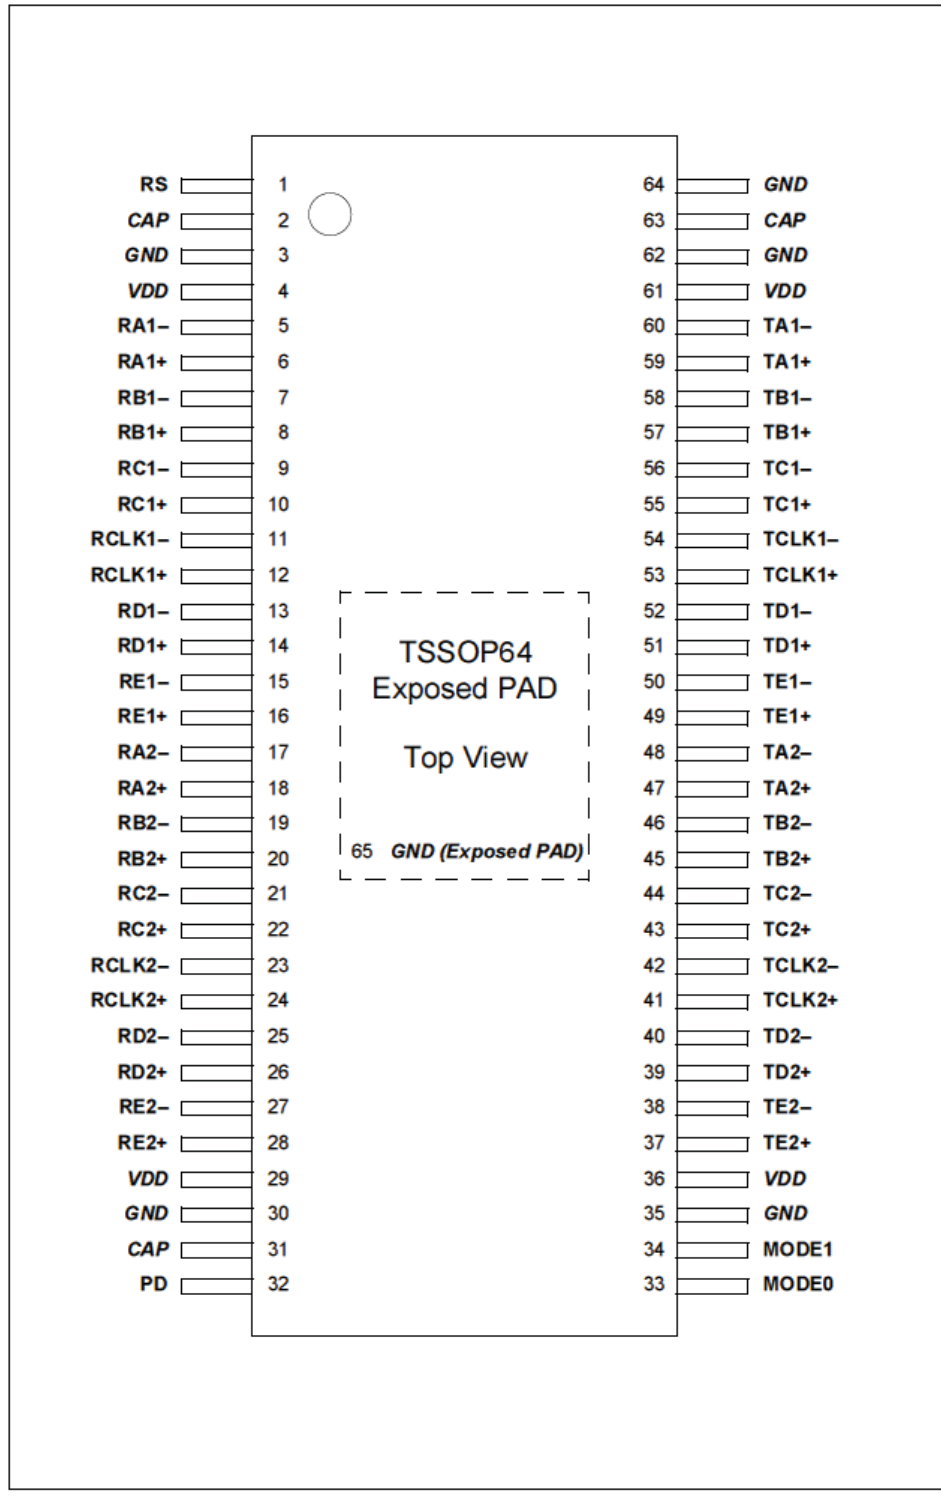 RS 1 64 GND
CAP 2 63 CAP
GND 3 62 GND
VDD 4 61 VDD
RA1– 5 60 TA1–
RA1+ 6 59 TA1+
RB1– 7 58 TB1–
RB1+ 8 57 TB1+
RC1– 9 56 TC1–
RC1+ 10 55 TC1+
RCLK1– 11 54 TCLK1–
RCLK1+ 12 53 TCLK1+
RD1– 13 52 TD1–
RD1+ 14 51 TD1+
RE1– 15 50 TE1–
RE1+ 16 49 TE1+
RA2– 17 48 TA2–
RA2+ 18 47 TA2+
RB2– 19 46 TB2–
RB2+ 20 45 TB2+
RC2– 21 44 TC2–
RC2+ 22 43 TC2+
RCLK2– 23 42 TCLK2–
RCLK2+ 24 41 TCLK2+
RD2– 25 40 TD2–
RD2+ 26 39 TD2+
RE2– 27 38 TE2–
RE2+ 28 37 TE2+
VDD 29 36 VDD
GND 30 35 GND
CAP 31 34 MODE1
PD 32 33 MODE0
TSSOP64
Exposed PAD
Top View
65 GND (Exposed PAD)